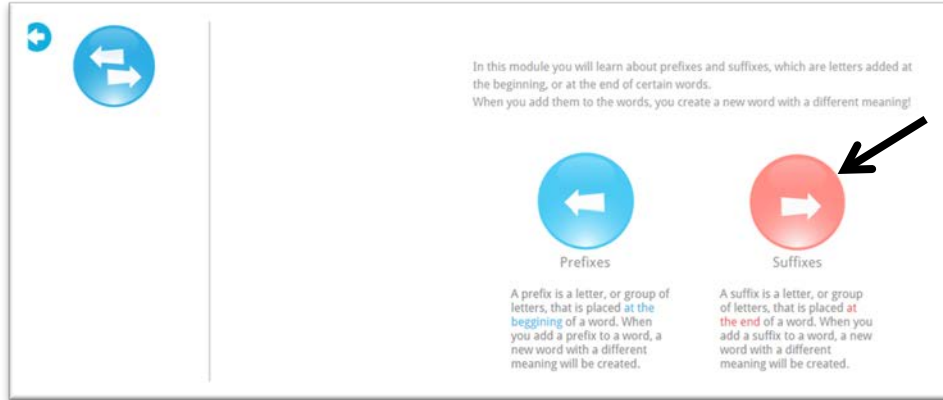 In this module you will learn about prefixes and suffixes, which are letters added at
the beginning, or at the end of certain words.
When you add them to the words, you create a new word with a different meaning!
Prefixes
A prefix is a letter, or group of
letters, that is placed at the
beggining of a word. When
you add a prefix to a word, a
new word with a different
meaning will be created.
Suffixes
A suffix is a letter, or group
of letters, that is placed at
the end of a word. When you
add a suffix to a word, a new
word with a different
meaning will be created.